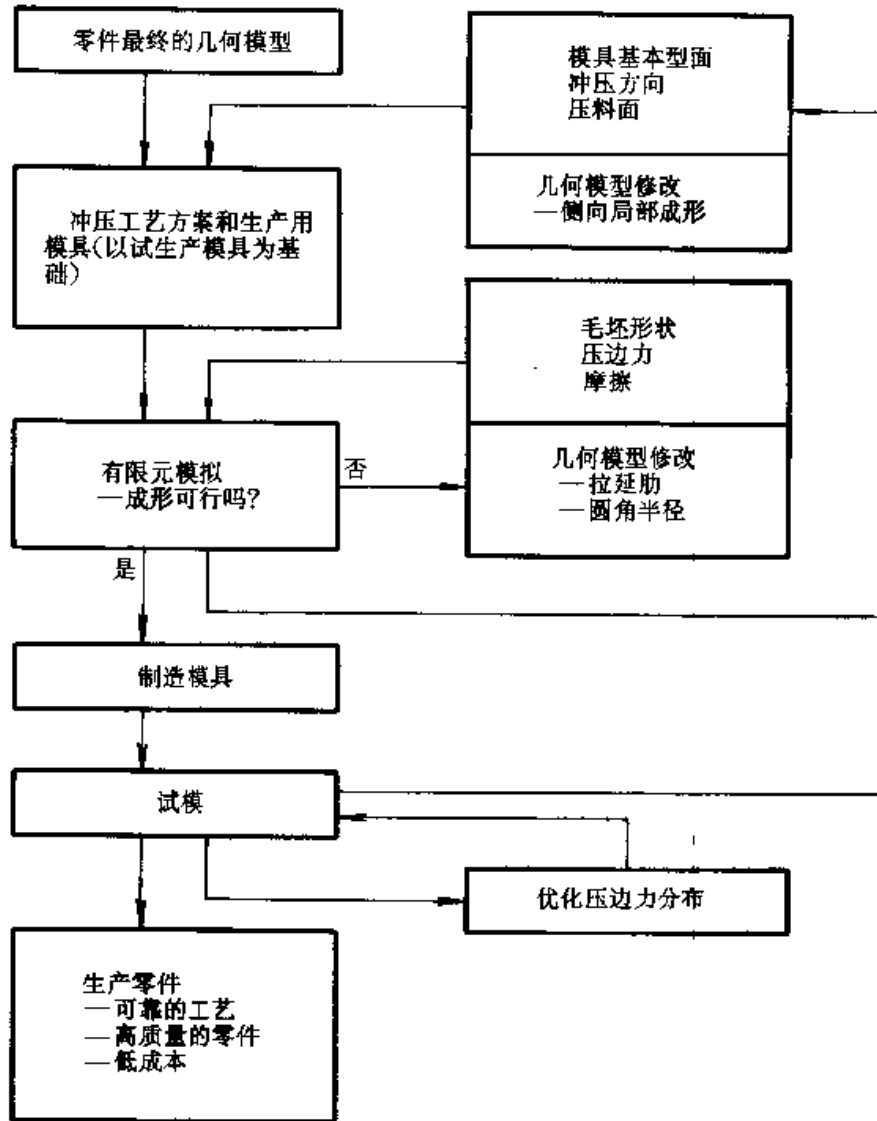 零件最终的几何模型
模具基本型面
冲压方向
压料面
几何模型修改
—侧向局部成形
冲压工艺方案和生产用
模具(以试生产模具为基
础)
毛坯形状
压边力
摩擦
几何模型修改
—拉延肋
—圆角半径
有限元模拟
—成形可行吗?
否
是
制造模具
试模
优化压边力分布
生产零件
—可靠的工艺
—高质量的零件
—低成本